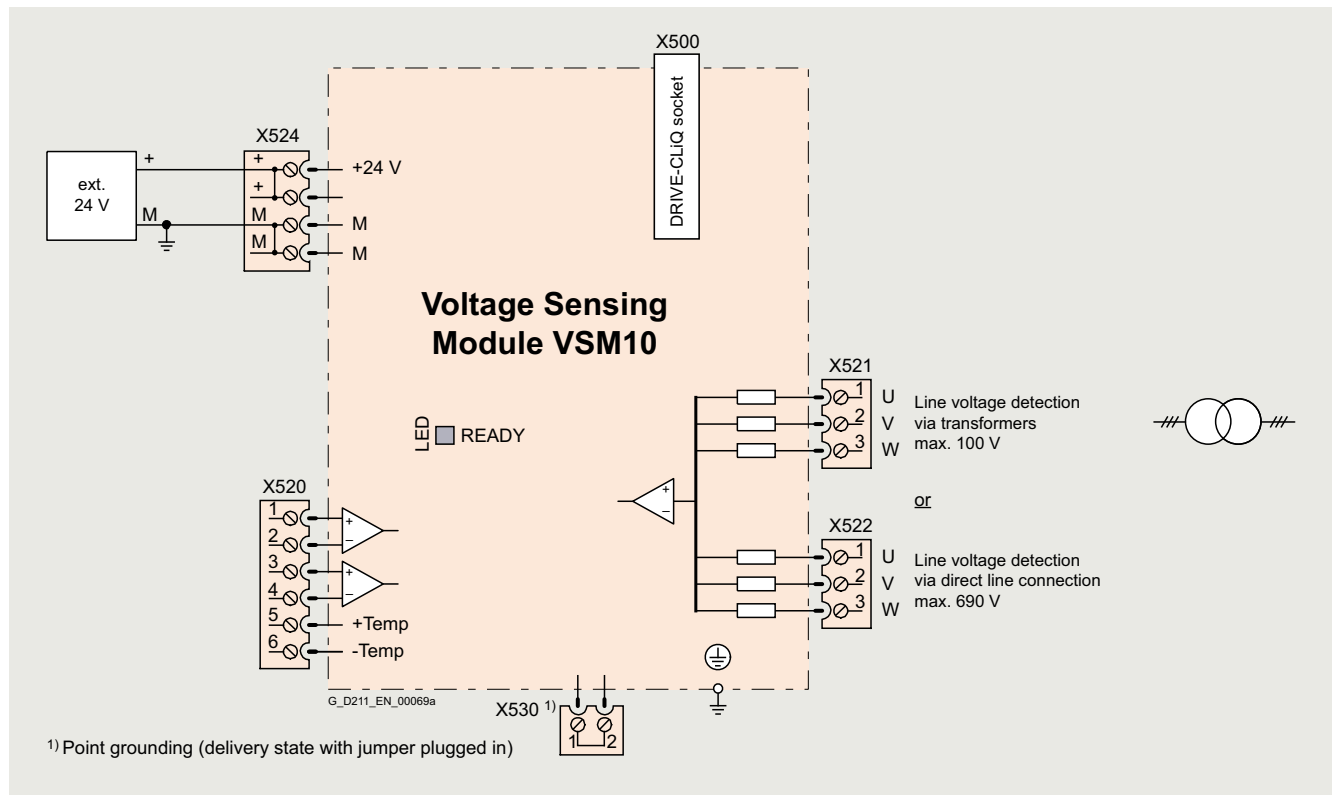 X500
DRIVE-CLiQ socket
X524
ext.
24 V
+
M
+
+
M
M
+24 V
M
M
Voltage Sensing
Module VSM10
LED
READY
X521
1
2
3
U
V
W
Line voltage detection
via transformers
max. 100 V
or
X522
1
2
3
U
V
W
Line voltage detection
via direct line connection
max. 690 V
+
–
X520
1
2
3
4
5
6
+
–
+
–
+Temp
-Temp
G_D211_EN_00069a
X530 1)
1
2
1) Point grounding (delivery state with jumper plugged in)